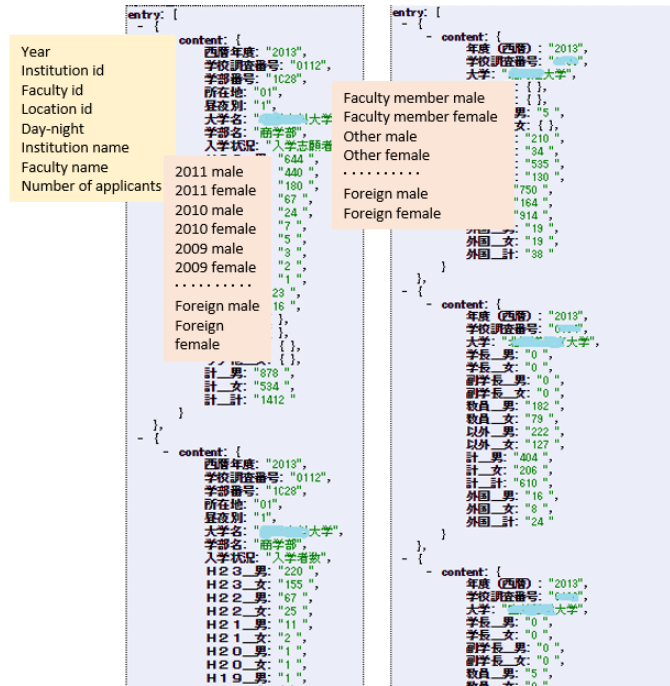 entry: [
- {
content: {
西暦年度: "2013",
学校調査番号: "0112",
学部番号: "1C28",
所在地: "01",
昼夜別: "1",
大学名: 大学
学部名: "商学部",
入学状況: "入学志願者
"644 ",
"440 ",
"180 ",
"67 ",
"24 ",
"7 ",
"5 ",
"3 ",
"2 ",
"1 ",
23 ",
16 ",
{ },
{ },
{ },
女: { },
計__男: "878 ",
計__女: "534 ",
計__計: "1412 "
}
},
- {
content: {
西暦年度: "2013",
学校調査番号: "0112",
学部番号: "1C28",
所在地: "01",
昼夜別: "1",
大学名: 大学",
学部名: "商学部",
入学状況: "入学者数",
H23__男: "220 ",
H23__女: "155 ",
H22__男: "67 ",
H22__女: "25 ",
H21__男: "11 ",
H21__女: "2 ",
H20__男: "1 ",
H20__女: "1 ",
H19__男: "1 ",
Year
Institution id
Faculty id
Location id
Day-night
Institution name
Faculty name
Number of applicants
2011 male
2011 female
2010 male
2010 female
2009 male
2009 female
· · · · · · · · · ·
Foreign male
Foreign
female
entry: [
- {
content: {
年度（西暦）: "2013",
学校調査番号:
大学: 大学",
{ },
{ },
男: "5 ",
女: { },
"210 ",
"34 ",
"535 ",
"130 ",
"750 ",
"164 ",
"914 ",
外国__男: "19 ",
外国__女: "19 ",
外国__計: "38 "
}
},
- {
content: {
年度（西暦）: "2013",
学校調査番号:
大学: 大学",
学長__男: "0 ",
学長__女: "0 ",
副学長__男: "0 ",
副学長__女: "0 ",
教員__男: "182 ",
教員__女: "79 ",
以外__男: "222 ",
以外__女: "127 ",
計__男: "404 ",
計__女: "206 ",
計__計: "610 ",
外国__男: "16 ",
外国__女: "8 ",
外国__計: "24 "
}
},
- {
content: {
年度（西暦）: "2013",
学校調査番号:
大学: 大学",
学長__男: "0 ",
学長__女: "0 ",
副学長__男: "0 ",
副学長__女: "0 ",
教員__男: "5 ",
Faculty member male
Faculty member female
Other male
Other female
· · · · · · · · · ·
Foreign male
Foreign female